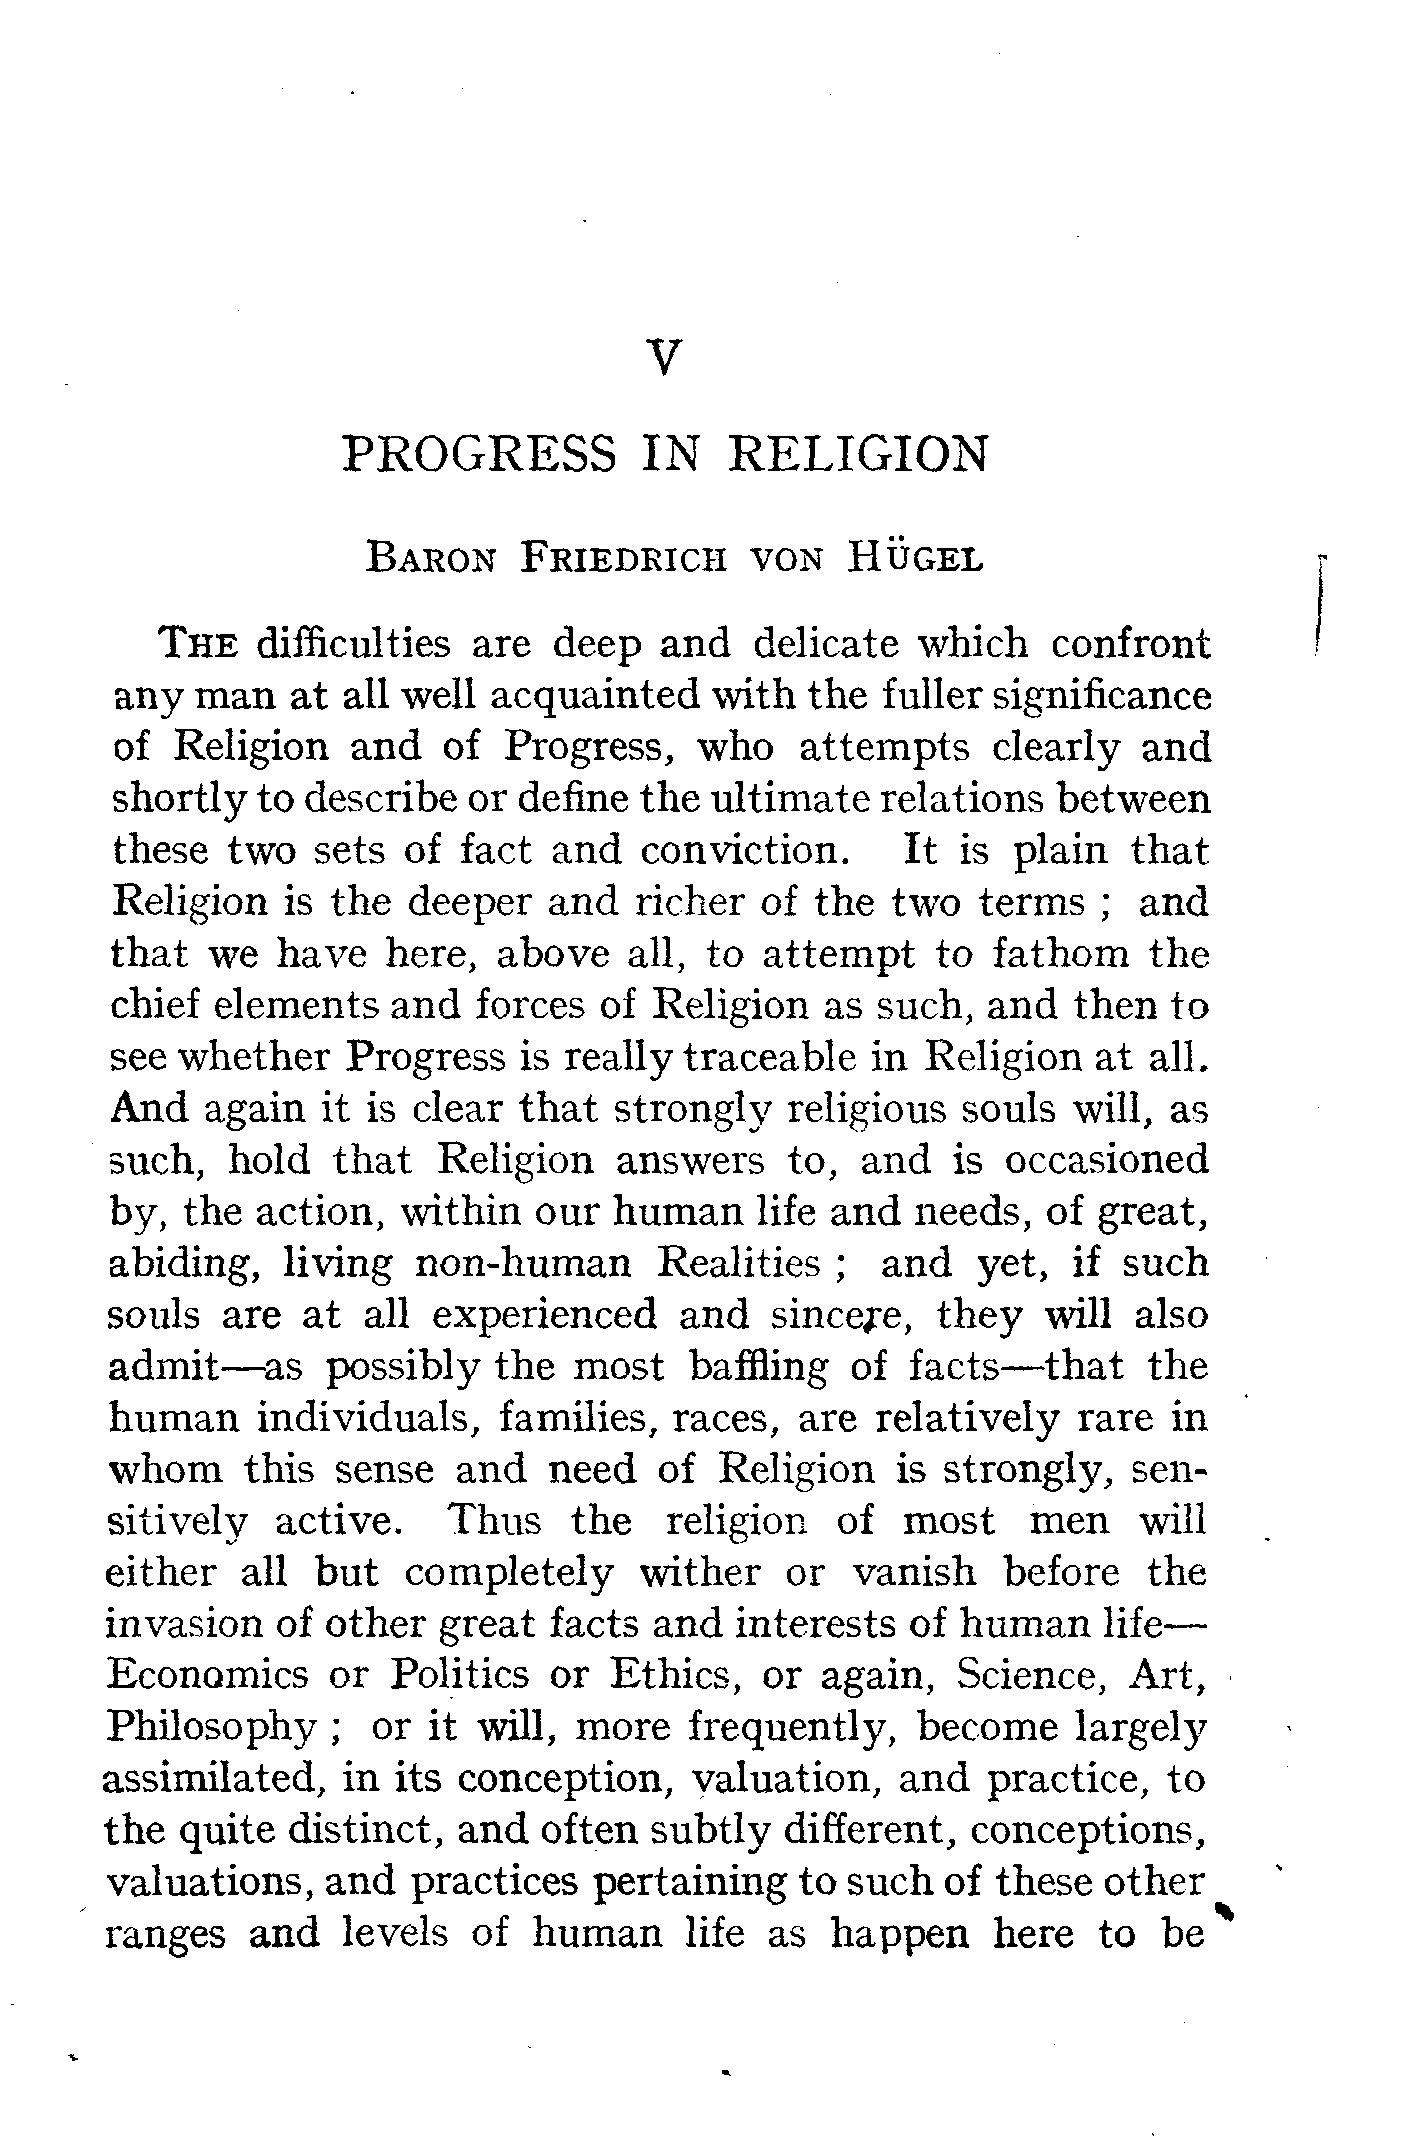 V
PROGRESS IN RELIGION
BARON FRIEDRICH VON HÜGEL
THE difficulties are deep and delicate which confront
any man at all well acquainted with the fuller significance
of Religion and of Progress, who attempts clearly and
shortly to describe or define the ultimate relations between
these two sets of fact and conviction. It is plain that
Religion is the deeper and richer of the two terms ; and
that we have here, above all, to attempt to fathom the
chief elements and forces of Religion as such, and then to
see whether Progress is really traceable in Religion at all.
And again it is clear that strongly religious souls will, as
such, hold that Religion answers to, and is occasioned
by, the action, within our human life and needs, of great,
abiding, living non-human Realities ; and yet, if such
souls are at all experienced and sincere, they will also
admit—as possibly the most baffling of facts—that the
human individuals, families, races, are relatively rare in
whom this sense and need of Religion is strongly, sen-
sitively active. Thus the religion of most men will
either all but completely wither or vanish before the
invasion of other great facts and interests of human life—
Economics or Politics or Ethics, or again, Science, Art,
Philosophy ; or it will, more frequently, become largely
assimilated, in its conception, valuation, and practice, to
the quite distinct, and often subtly different, conceptions,
valuations, and practices pertaining to such of these other
ranges and levels of human life as happen here to be